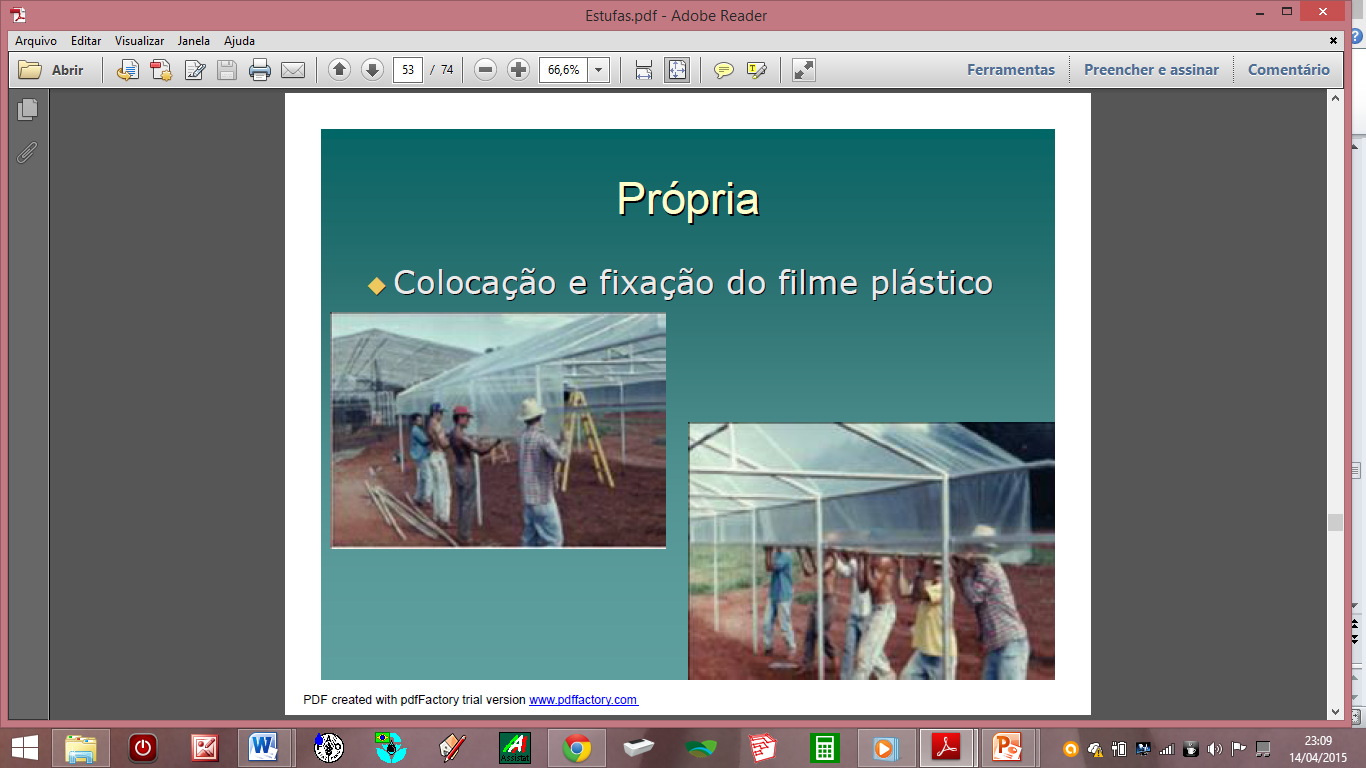 Estufas.pdf - Adobe Reader
Arquivo Editar Visualizar Janela Ajuda
Abrir 53 / 74 66,6% Ferramentas Preencher e assinar Comentário
Própria
Colocação e fixação do filme plástico
PDF created with pdfFactory trial version www.pdffactory.com
Assistat
23:09
14/04/2015